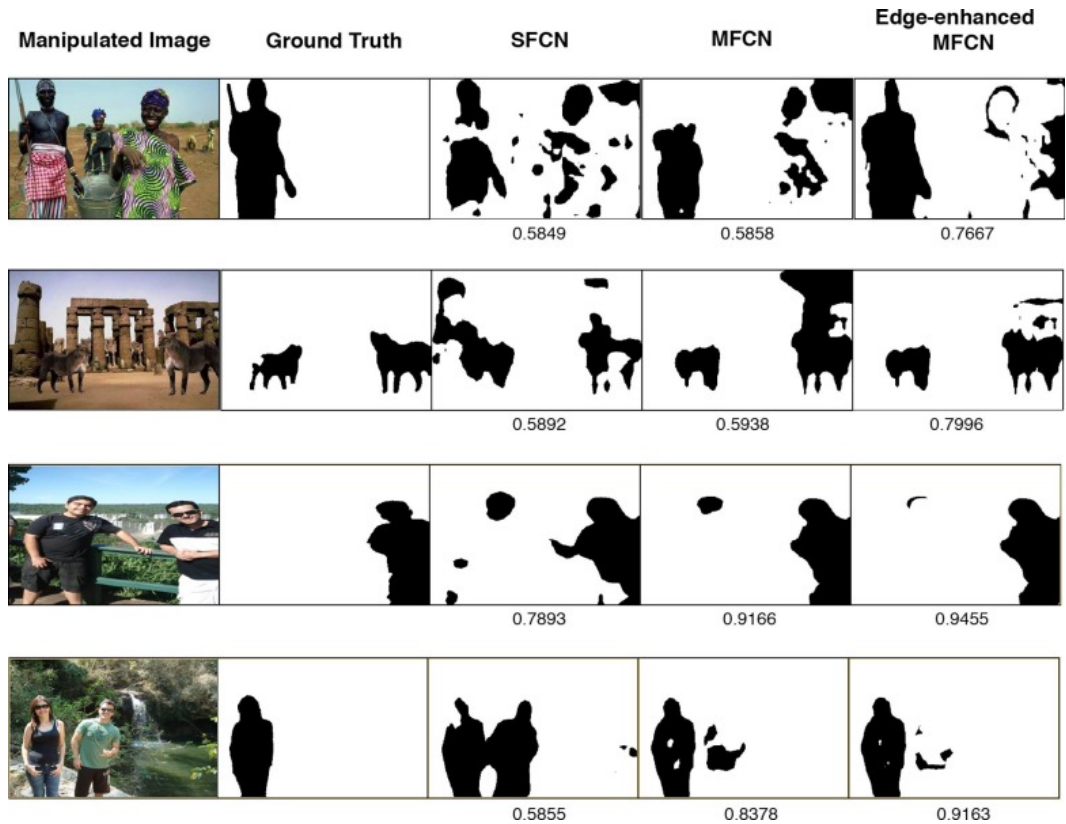 Manipulated Image Ground Truth SFCN MFCN Edge-enhanced MFCN
0.5849 0.5858 0.7667
0.5892 0.5938 0.7996
0.7893 0.9166 0.9455
0.5855 0.8378 0.9163